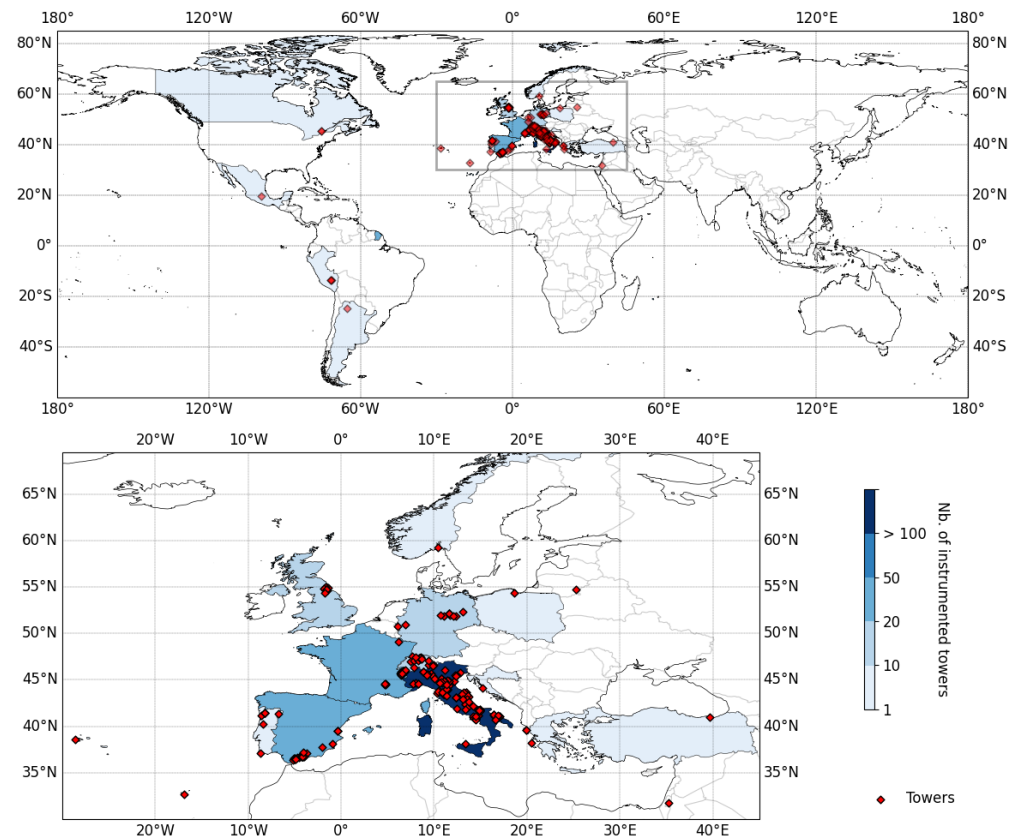 180° 120°W 60°W 0° 60°E 120°E 180°
80°N 80°N
60°N 60°N
40°N 40°N
20°N 20°N
0° 0°
20°S 20°S
40°S 40°S
180° 120°W 60°W 0° 60°E 120°E 180°
20°W 10°W 0° 10°E 20°E 30°E 40°E
65°N 65°N
60°N 60°N
55°N 55°N
50°N 50°N
45°N 45°N
40°N 40°N
35°N 35°N
20°W 10°W 0° 10°E 20°E 30°E 40°E
> 100
50
20
10
1
Nb. of instrumented towers
Towers